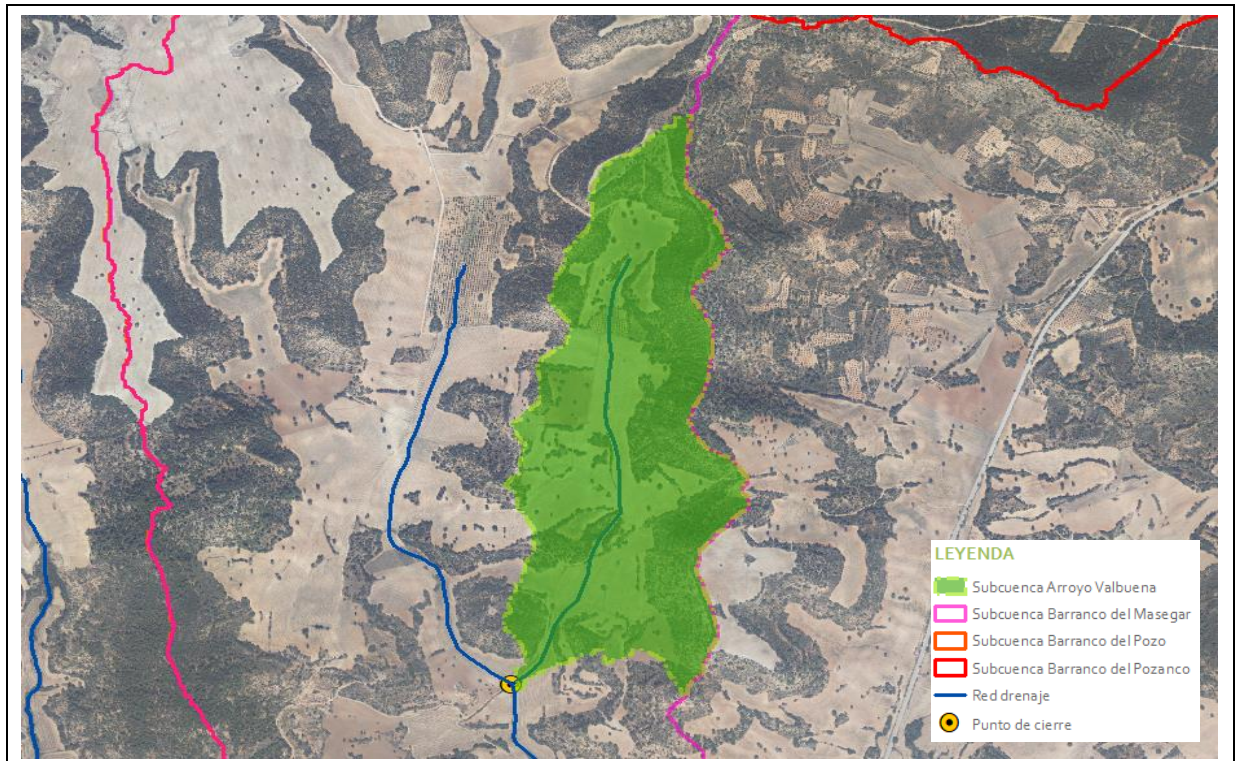 LEYENDA
Subcuenca Arroyo Valbuena
Subcuenca Barranco del Masegar
Subcuenca Barranco del Pozo
Subcuenca Barranco del Pozanco
Red drenaje
Punto de cierre